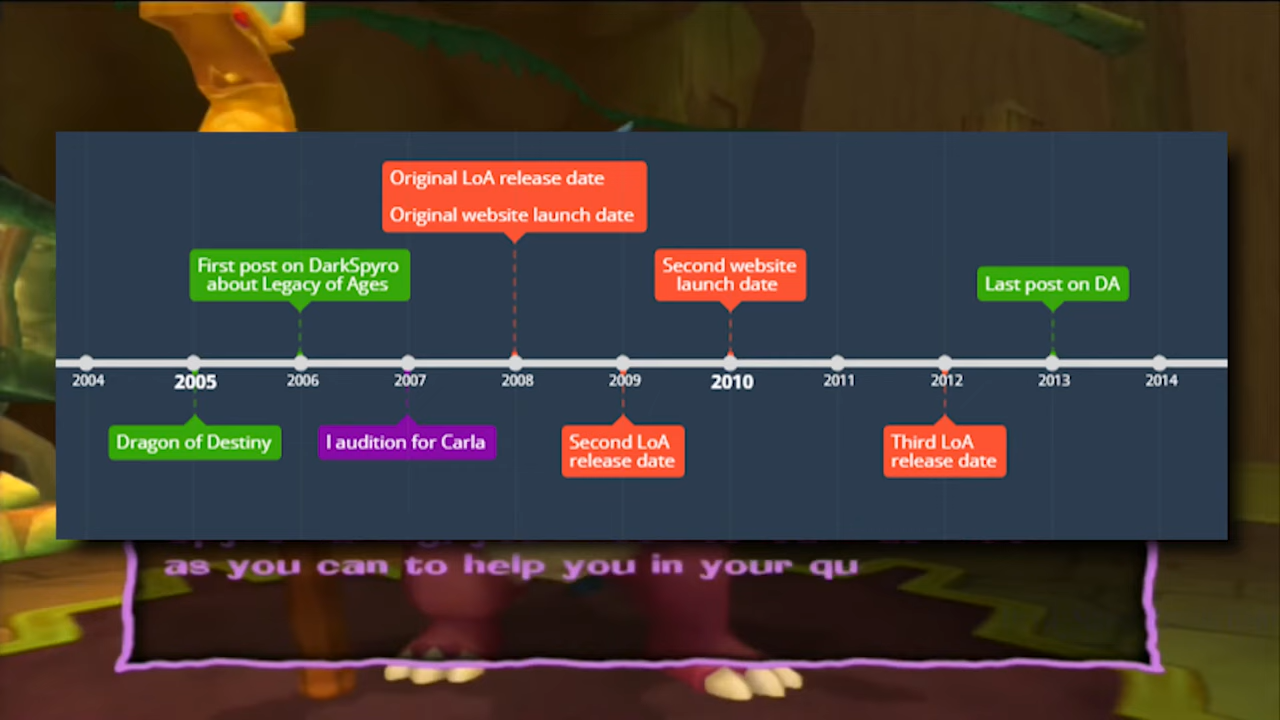 Original LoA release date
Original website launch date
First post on DarkSpyro
about Legacy of Ages
Second website
launch date
Last post on DA
2004
2005
2006
2007
2008
2009
2010
2011
2012
2013
2014
Dragon of Destiny
I audition for Carla
Second LoA
release date
Third LoA
release date
as you can to help you in your qu